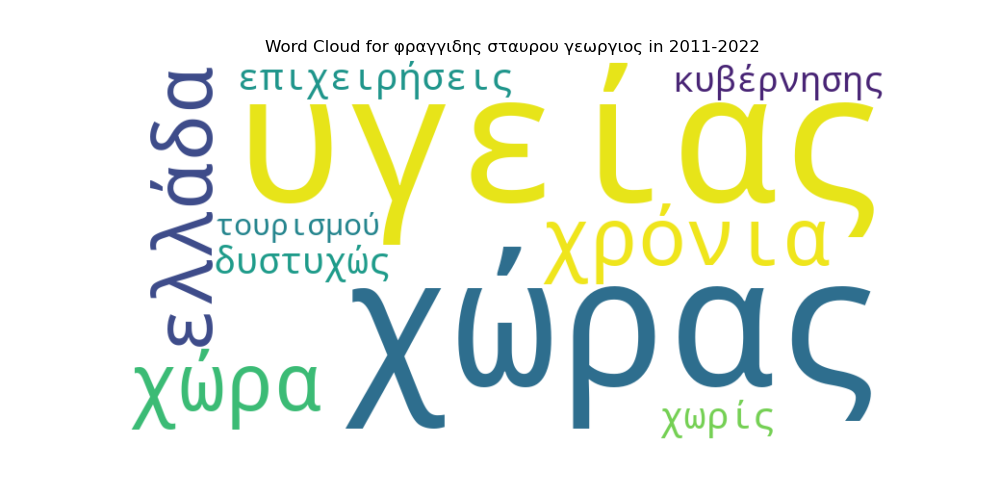 Word Cloud for φραγγιδης σταυρου γεωργιος in 2011-2022
επιχειρήσεις
κυβέρνησης
υγείας
ελλάδα
τουρισμού
χρόνια
δυστυχώς
χώρας
χώρα
χωρίς